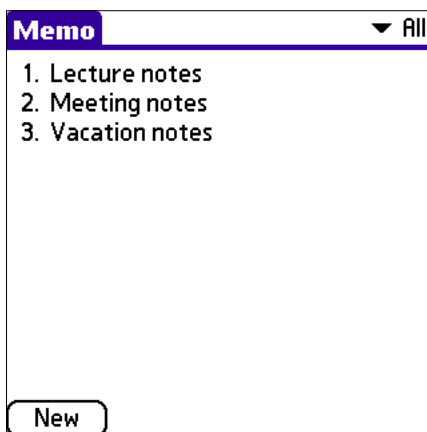 Memo All
1. Lecture notes
2. Meeting notes
3. Vacation notes
New